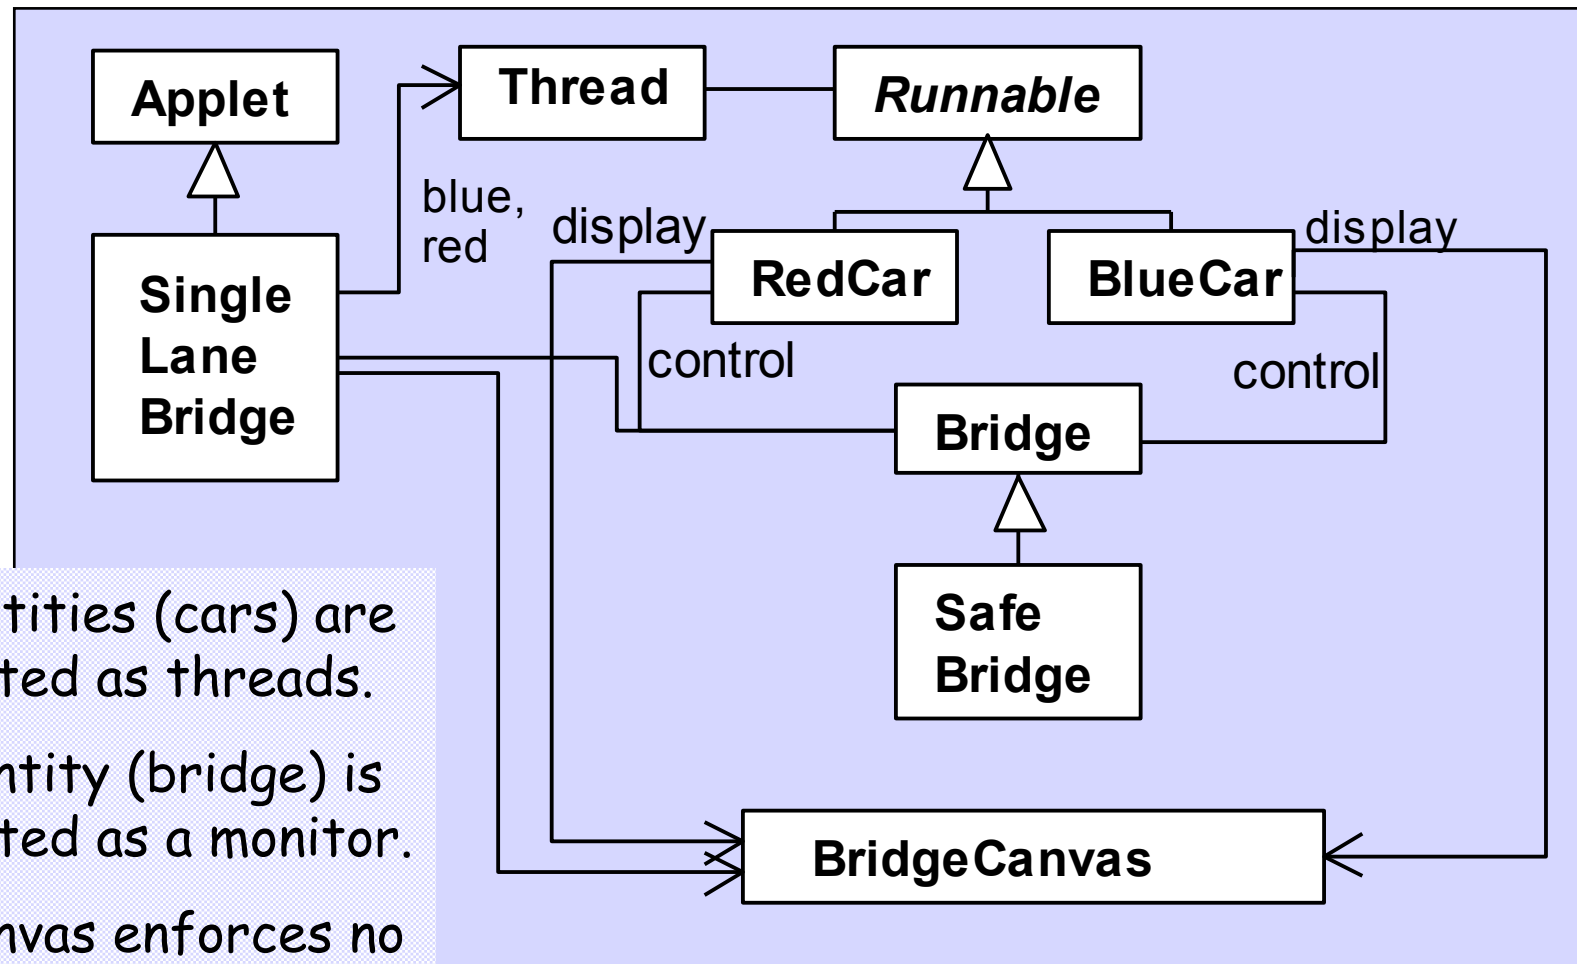 Applet
Thread
Runnable
blue,
red
display
display
Single
Lane
Bridge
RedCar
BlueCar
control
control
Bridge
Safe
Bridge
BridgeCanvas
tities (cars) are
ted as threads.
ntity (bridge) is
ted as a monitor.
nvas enforces no